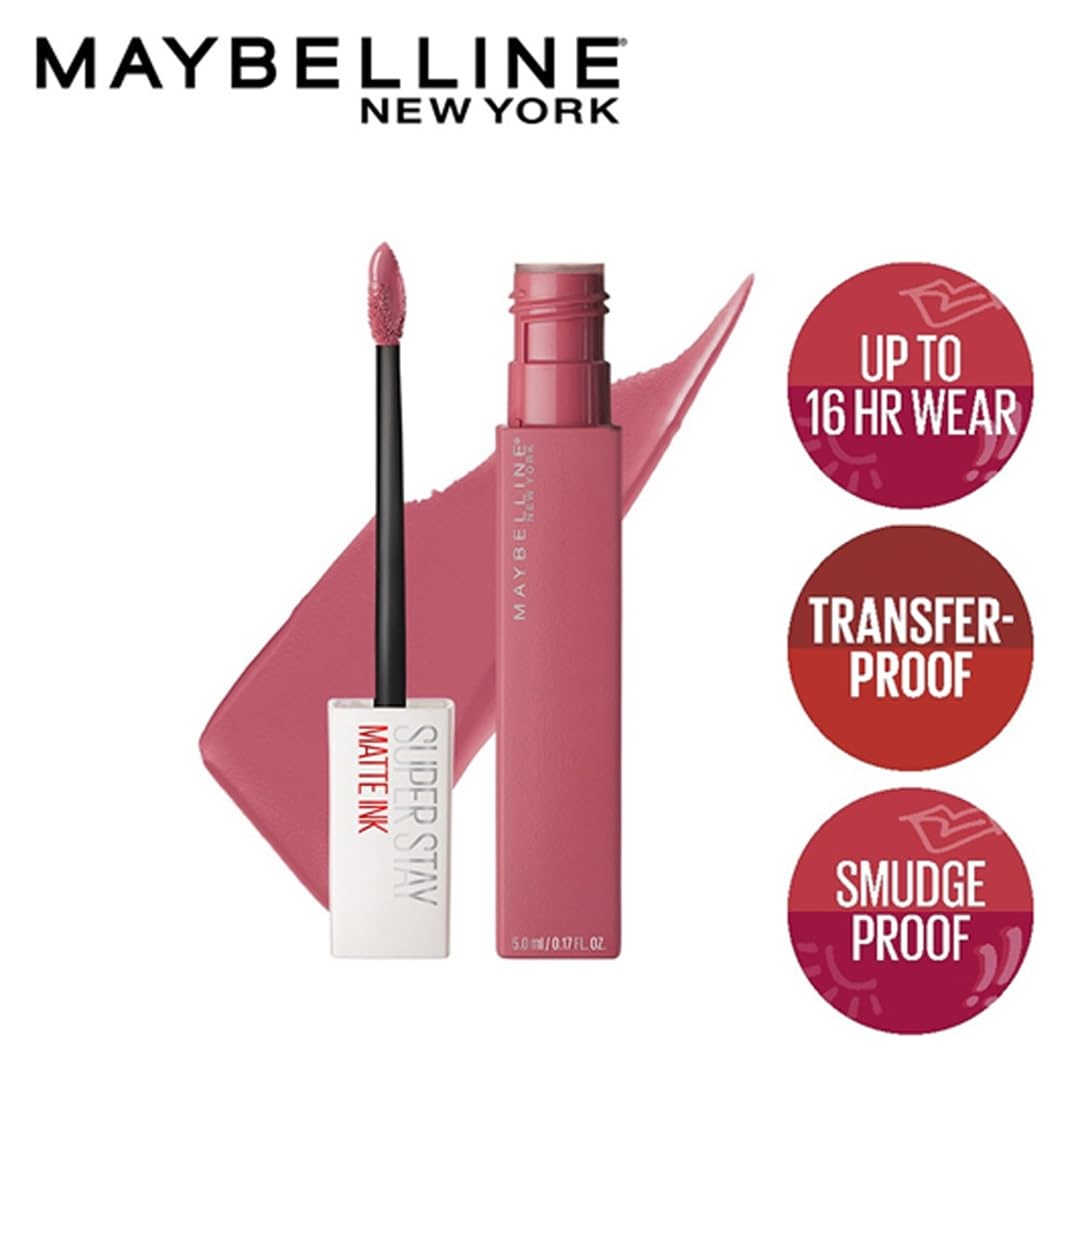 MAYBELLINE®
NEW YORK
UP TO
16 HR WEAR
MAYBELLINE®
NEW YORK
TRANSFER-
PROOF
SUPER STAY
MATTE INK
SMUDGE
PROOF
5.0 ml / 0.17 FL. OZ.